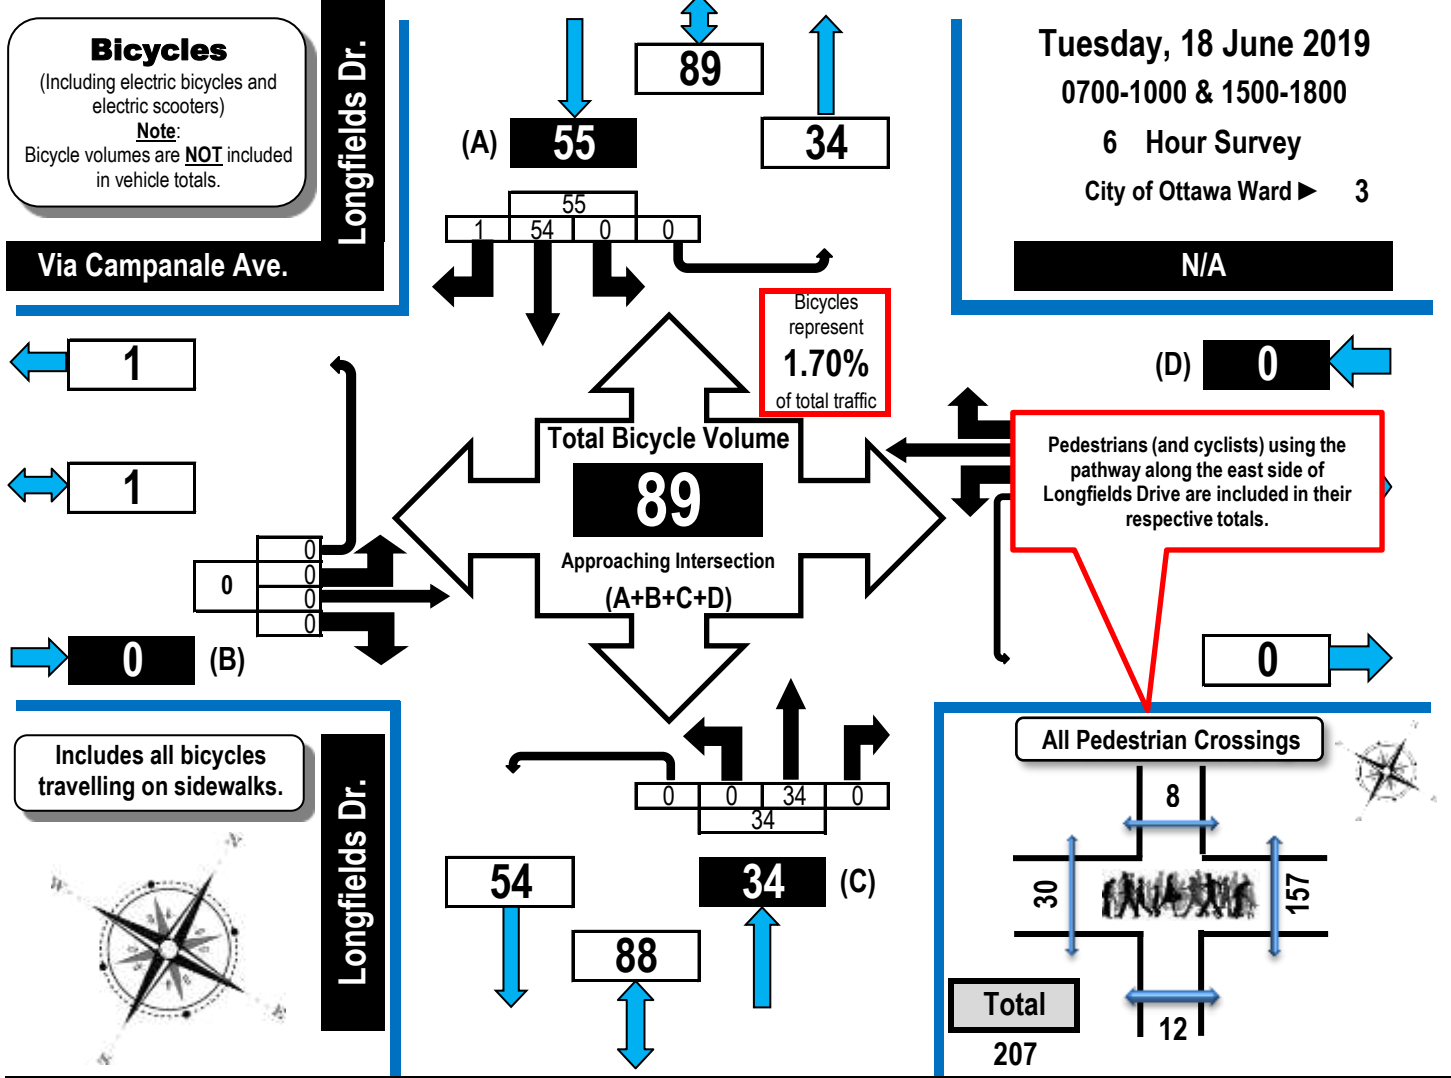 Bicycles
(Including electric bicycles and
electric scooters)
Note:
Bicycle volumes are NOT included
in vehicle totals.
Longfields Dr.
Via Campanale Ave.
89
(A)
55
34
55
1 54 0 0
Tuesday, 18 June 2019
0700-1000 & 1500-1800
6 Hour Survey
City of Ottawa Ward ► 3
N/A
Bicycles
represent
1.70%
of total traffic
1
1
0
0
0
0
0
0
(B)
Total Bicycle Volume
89
Approaching Intersection
(A+B+C+D)
(D)
0
Pedestrians (and cyclists) using the
pathway along the east side of
Longfields Drive are included in their
respective totals.
0
Includes all bicycles
travelling on sidewalks.
Longfields Dr.
0 0 34 0
34
54
34
(C)
88
All Pedestrian Crossings
8
30
157
12
Total
207